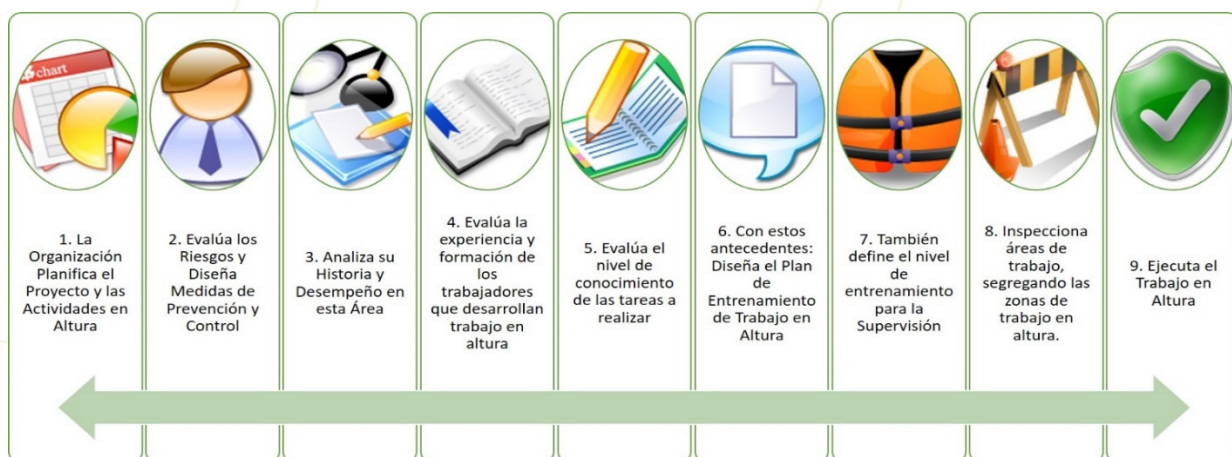 chart
1. La
Organización
Planifica el
Proyecto y las
Actividades en
Altura
2. Evalúa los
Riesgos y
Diseña
Medidas de
Prevención y
Control
3. Analiza su
Historia y
Desempeño en
esta Área
4. Evalúa la
experiencia y
formación de
los
trabajadores
que desarrollan
trabajo en
altura
5. Evalúa el
nivel de
conocimiento
de las tareas a
realizar
6. Con estos
antecedentes:
Diseña el Plan
de
Entrenamiento
de Trabajo en
Altura
7. También
define el nivel
de
entrenamiento
para la
Supervisión
8. Inspecciona
áreas de
trabajo,
segregando las
zonas de
trabajo en
altura.
9. Ejecuta el
Trabajo en
Altura